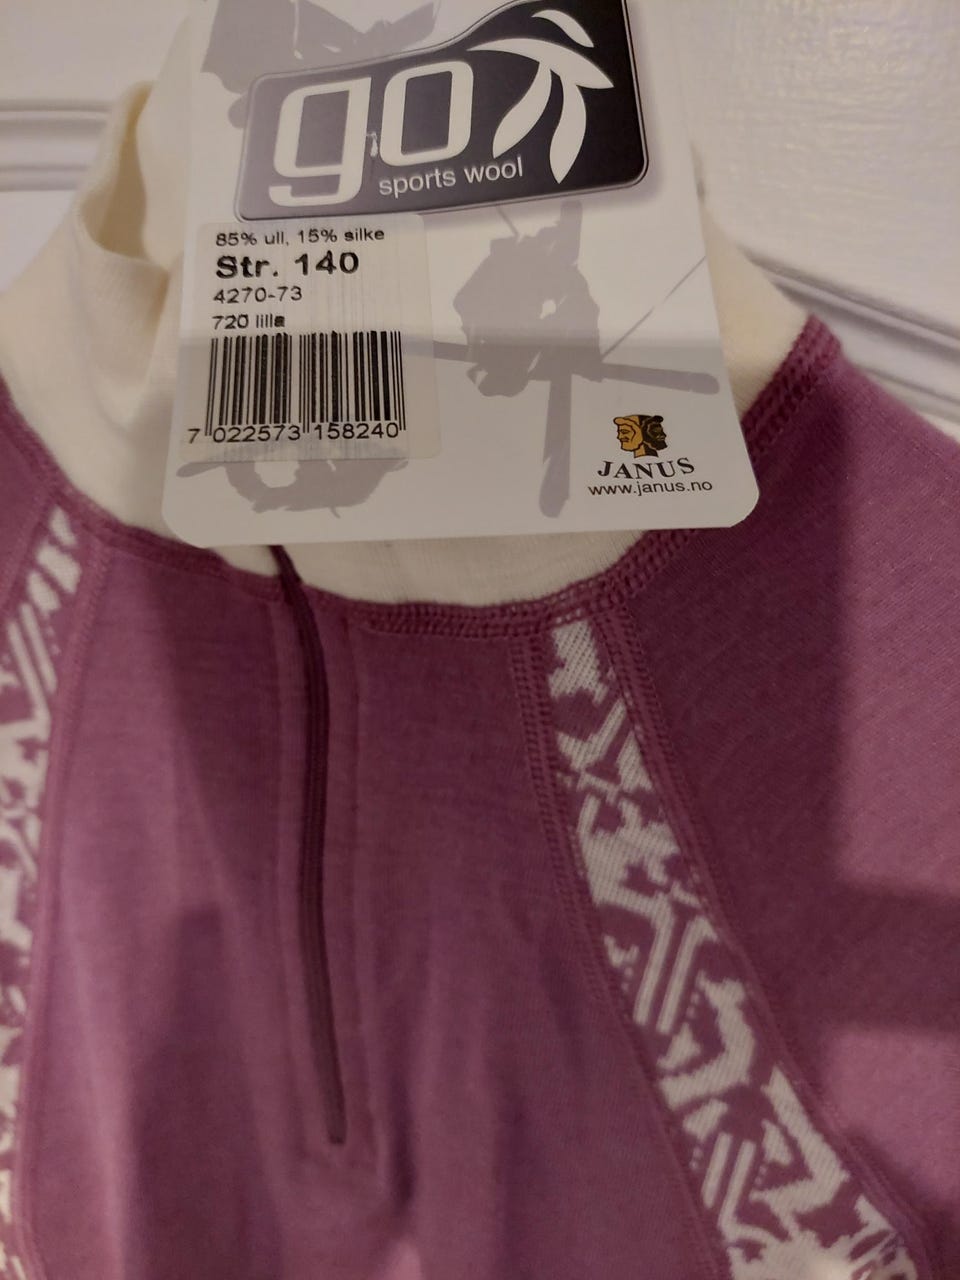 go
sports wool
85% ull, 15% silke
Str. 140
4270-73
720 lilla
7 022573 158240
JANUS
www.janus.no